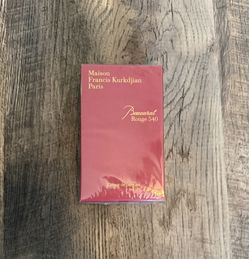 Maison
Francis Kurkdjian
Paris
Baccarat
Rouge 540